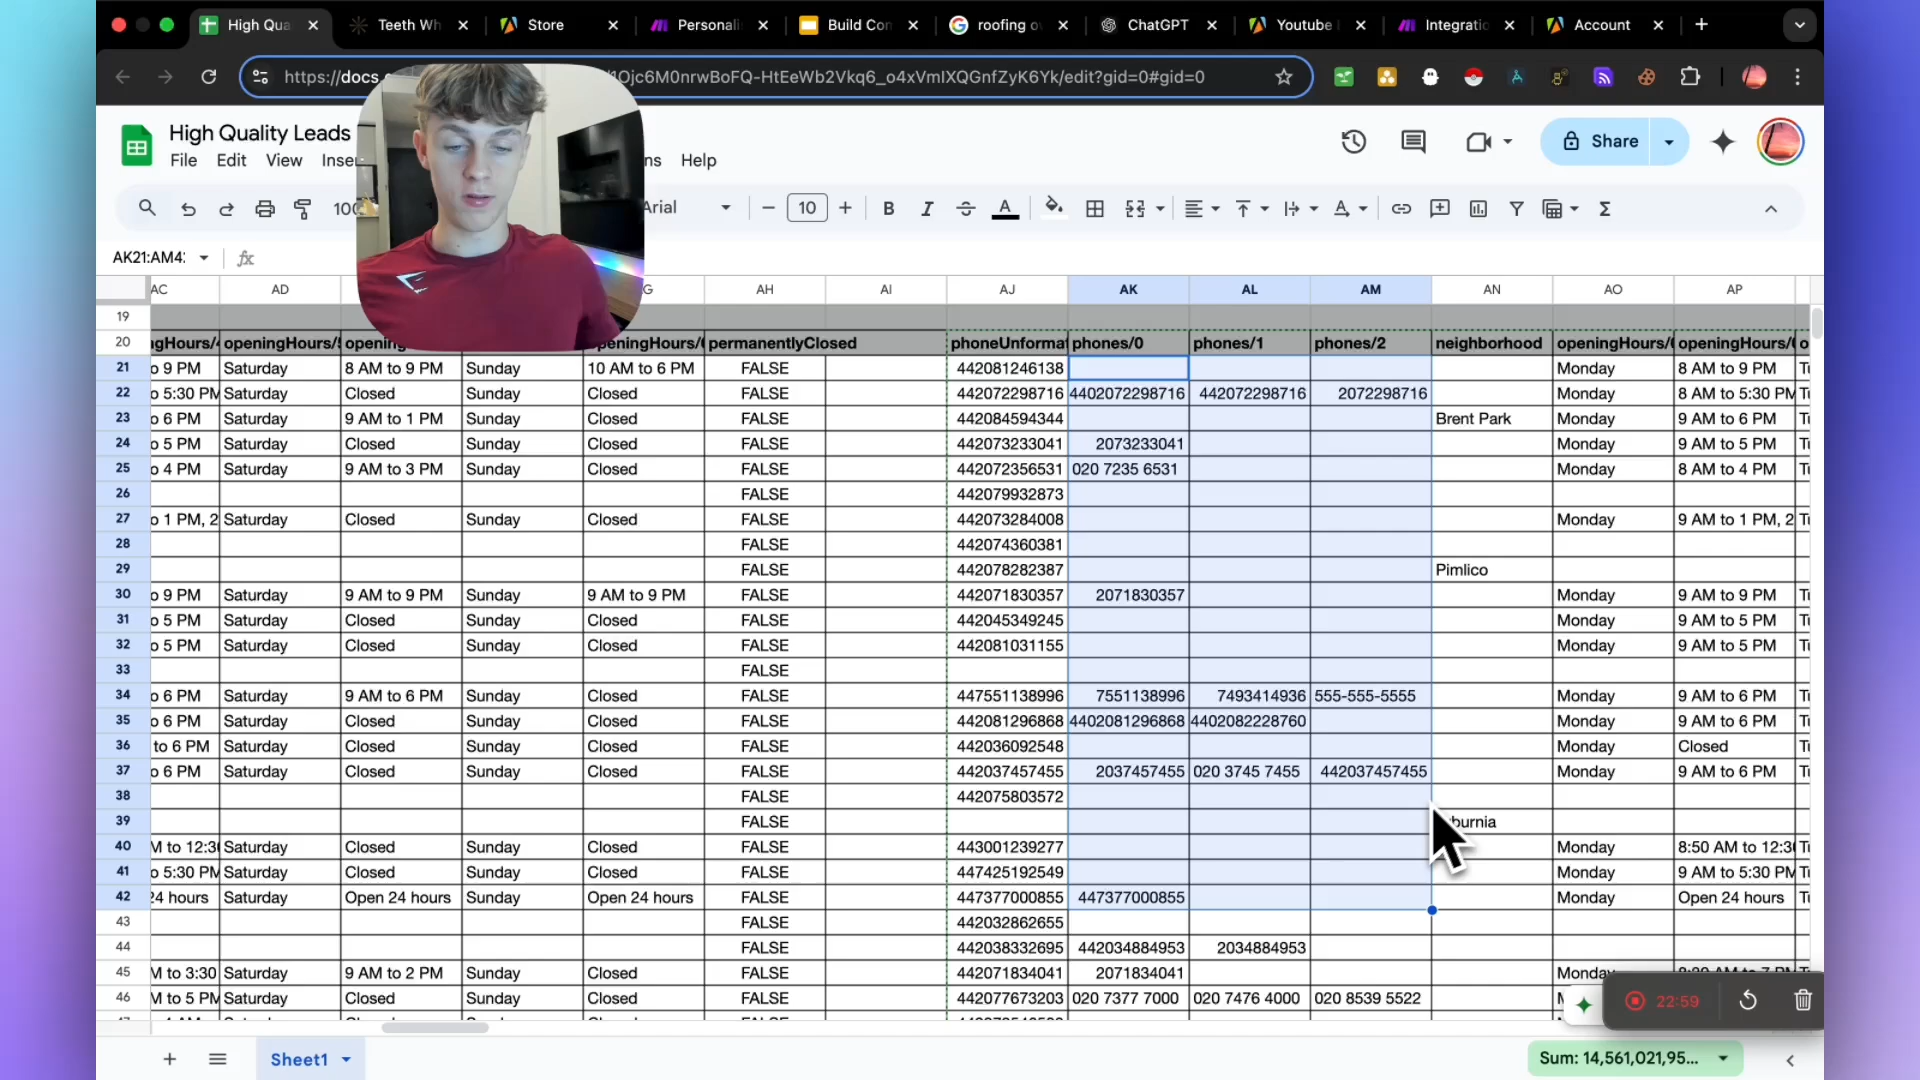 High Qua
Teeth Wh
Store
Personali
Build Con
roofing o
ChatGPT
Youtube
Integratio
Account
https://docs.
1Ojc6M0nrwBoFQ-HtEeWb2Vkq6_o4xVmIXQGnfZyK6Yk/edit?gid=0#gid=0
High Quality Leads
File Edit View Inser ns Help
Share
100 Arial 10
AK21:AM42
AC AD G AH AI AJ AK AL AM AN AO AP
19
20 gHours/4 openingHours/5 opening eningHours/ permanentlyClosed phoneUnformat phones/0 phones/1 phones/2 neighborhood openingHours/ openingHours/ o
21 o 9 PM Saturday 8 AM to 9 PM Sunday 10 AM to 6 PM FALSE 442081246138 Monday 8 AM to 9 PM
22 o 5:30 PM Saturday Closed Sunday Closed FALSE 442072298716 4402072298716 442072298716 2072298716 Monday 8 AM to 5:30 PM
23 o 6 PM Saturday 9 AM to 1 PM Sunday Closed FALSE 442084594344 Brent Park Monday 9 AM to 6 PM
24 o 5 PM Saturday Closed Sunday Closed FALSE 442073233041 2073233041 Monday 9 AM to 5 PM
25 o 4 PM Saturday 9 AM to 3 PM Sunday Closed FALSE 442072356531 020 7235 6531 Monday 8 AM to 4 PM
26 FALSE 442079932873
27 o 1 PM, 2 Saturday Closed Sunday Closed FALSE 442073284008 Monday 9 AM to 1 PM, 2
28 FALSE 442074360381
29 FALSE 442078282387 Pimlico
30 o 9 PM Saturday 9 AM to 9 PM Sunday 9 AM to 9 PM FALSE 442071830357 2071830357 Monday 9 AM to 9 PM
31 o 5 PM Saturday Closed Sunday Closed FALSE 442045349245 Monday 9 AM to 5 PM
32 o 5 PM Saturday Closed Sunday Closed FALSE 442081031155 Monday 9 AM to 5 PM
33 FALSE
34 o 6 PM Saturday 9 AM to 6 PM Sunday Closed FALSE 447551138996 7551138996 7493414936 555-555-5555 Monday 9 AM to 6 PM
35 o 6 PM Saturday Closed Sunday Closed FALSE 442081296868 4402081296868 4402082228760 Monday 9 AM to 6 PM
36 to 6 PM Saturday Closed Sunday Closed FALSE 442036092548 Monday Closed
37 o 6 PM Saturday Closed Sunday Closed FALSE 442037457455 2037457455 020 3745 7455 442037457455 Monday 9 AM to 6 PM
38 FALSE 442075803572
39 FALSE burnia
40 M to 12:30 Saturday Closed Sunday Closed FALSE 443001239277 Monday 8:50 AM to 12:30
41 o 5:30 PM Saturday Closed Sunday Closed FALSE 447425192549 Monday 9 AM to 5:30 PM
42 24 hours Saturday Open 24 hours Sunday Open 24 hours FALSE 447377000855 447377000855 Monday Open 24 hours
43 FALSE 442032862655
44 FALSE 442038332695 442034884953 2034884953
45 M to 3:30 Saturday 9 AM to 2 PM Sunday Closed FALSE 442071834041 2071834041 Monday
46 M to 5 PM Saturday Closed Sunday Closed FALSE 442077673203 020 7377 7000 020 7476 4000 020 8539 5522
22:59
Sheet1
Sum: 14,561,021,95...